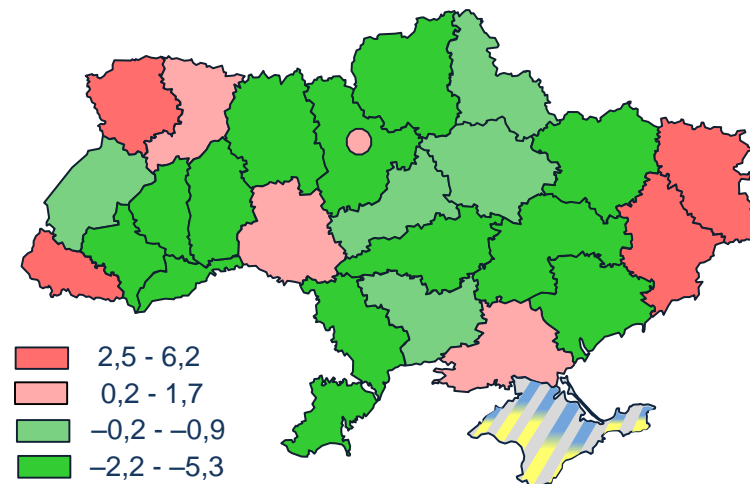 2,5 - 6,2
0,2 - 1,7
–0,2 - –0,9
–2,2 - –5,3